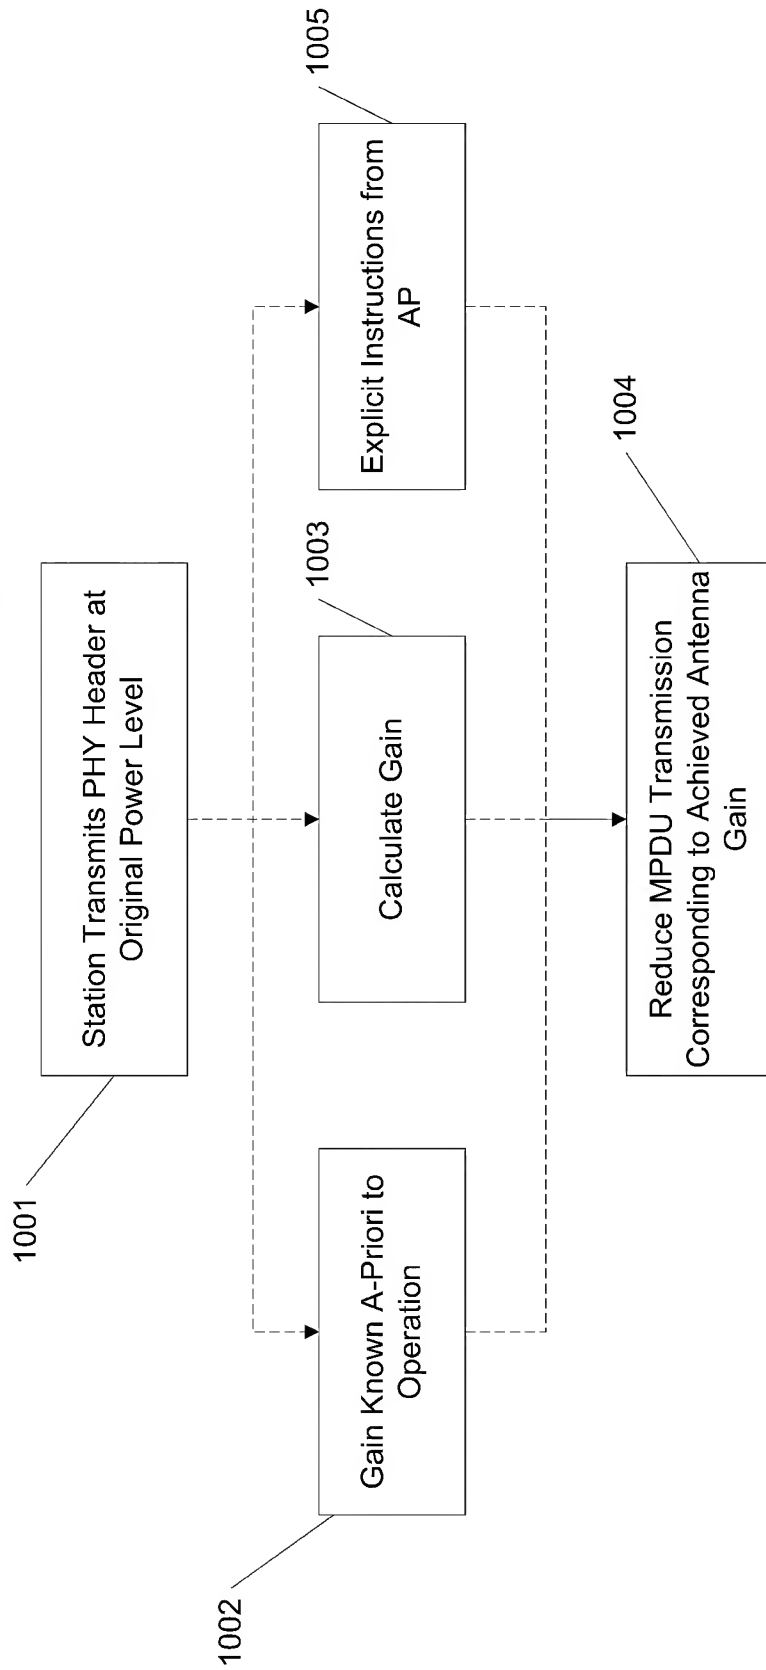 1001
Station Transmits PHY Header at
Original Power Level
1002
Gain Known A-Priori to
Operation
1003
Calculate Gain
1005
Explicit Instructions from
AP
1004
Reduce MPDU Transmission
Corresponding to Achieved Antenna
Gain